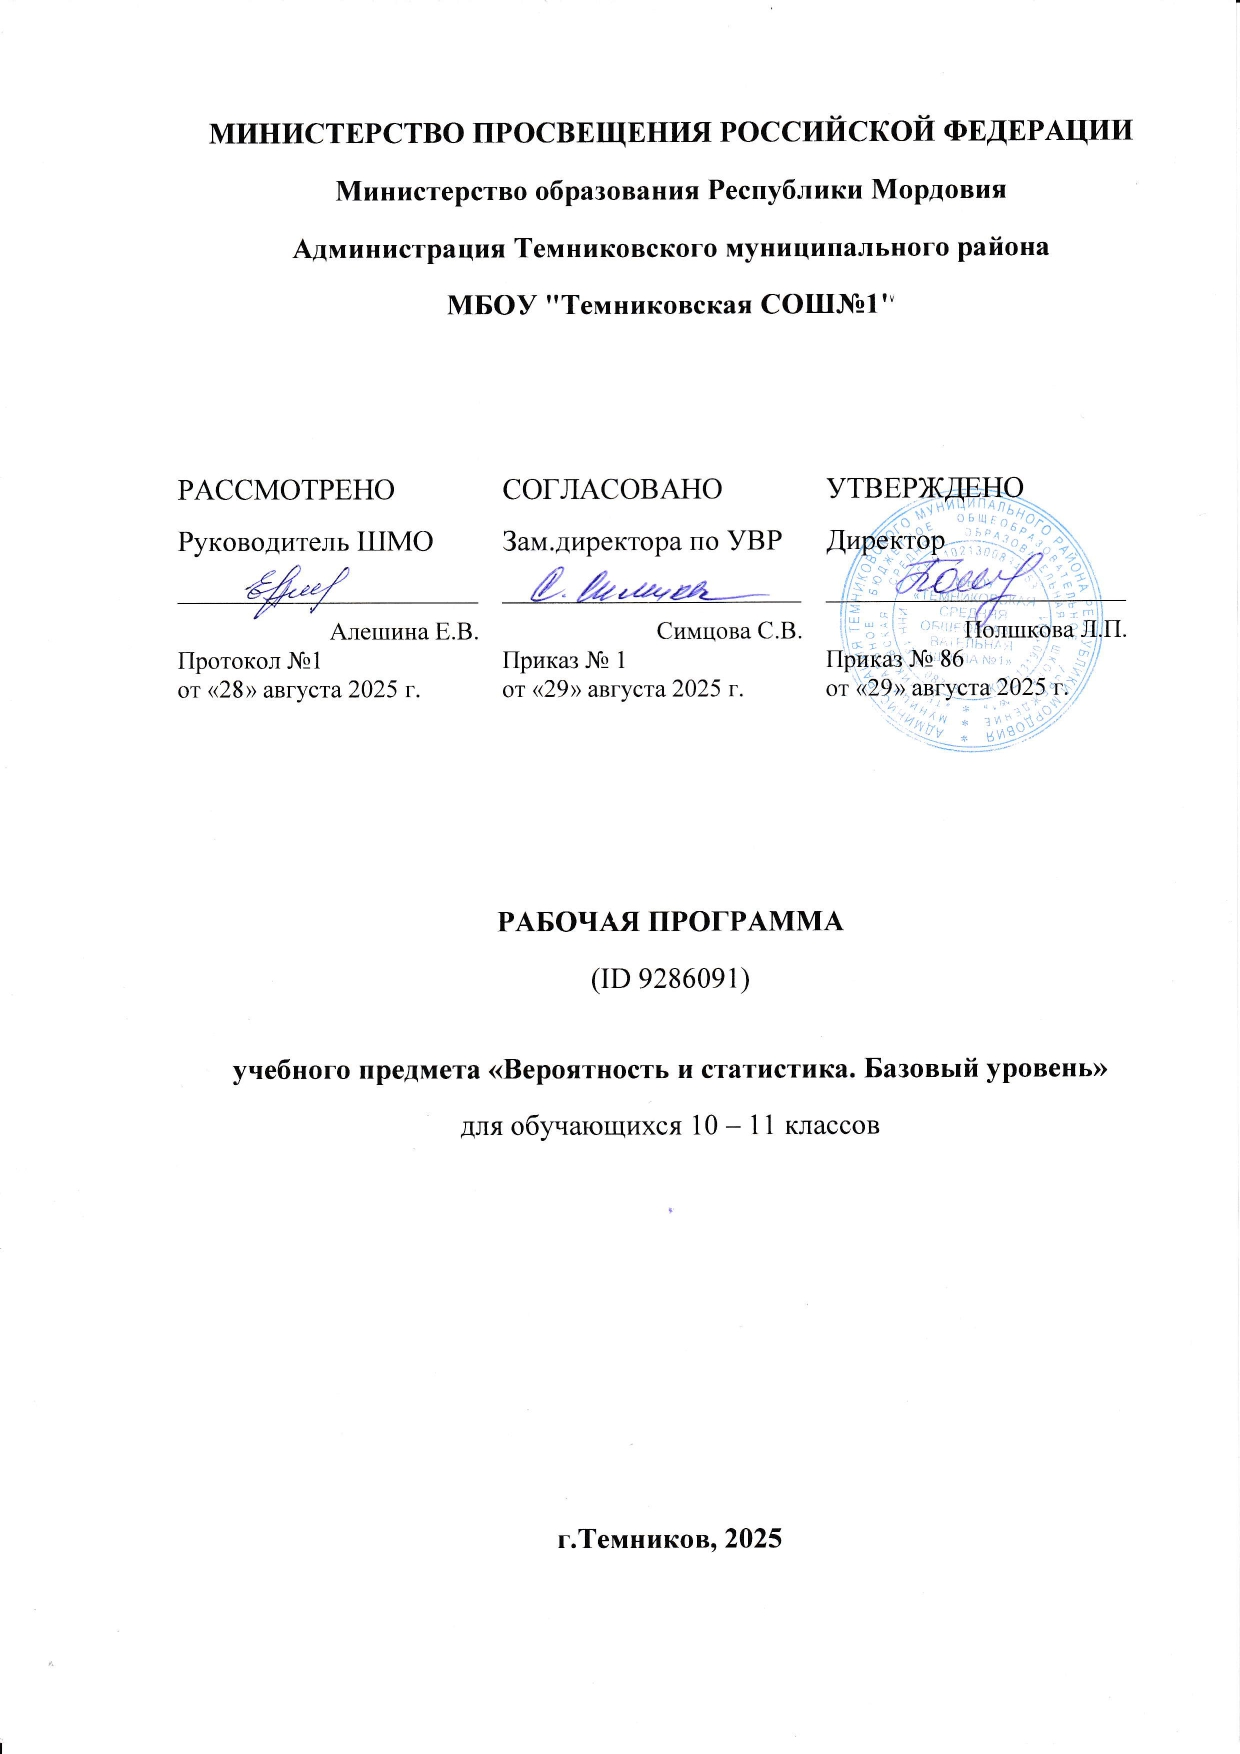 МИНИСТЕРСТВО ПРОСВЕЩЕНИЯ РОССИЙСКОЙ ФЕДЕРАЦИИ
Министерство образования Республики Мордовия
Администрация Темниковского муниципального района
МБОУ "Темниковская СОШ№1"
РАССМОТРЕНО
Руководитель ШМО
Алешина Е.В.
Протокол №1
от «28» августа 2025 г.
СОГЛАСОВАНО
Зам.директора по УВР
С. Симцова
Симцова С.В.
Приказ № 1
от «29» августа 2025 г.
УТВЕРЖДЕНО
Директор
Полшкова Л.П.
Приказ № 86
от «29» августа 2025 г.
РАБОЧАЯ ПРОГРАММА
(ID 9286091)
учебного предмета «Вероятность и статистика. Базовый уровень»
для обучающихся 10 – 11 классов
г.Темников, 2025